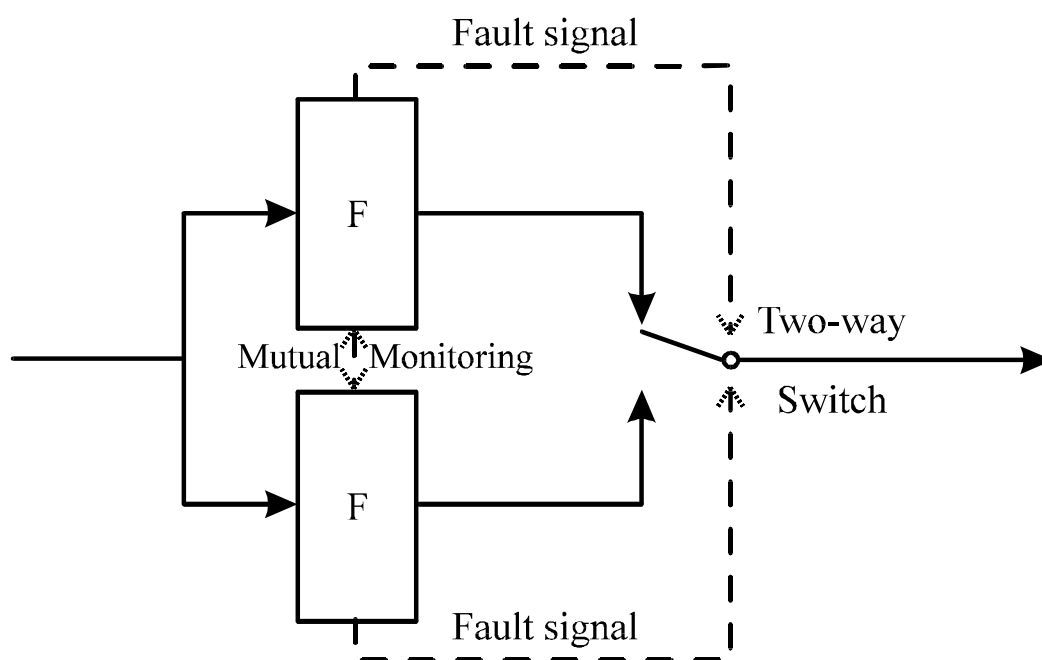 Fault signal
F
Two-way
Mutual Monitoring
Switch
F
Fault signal